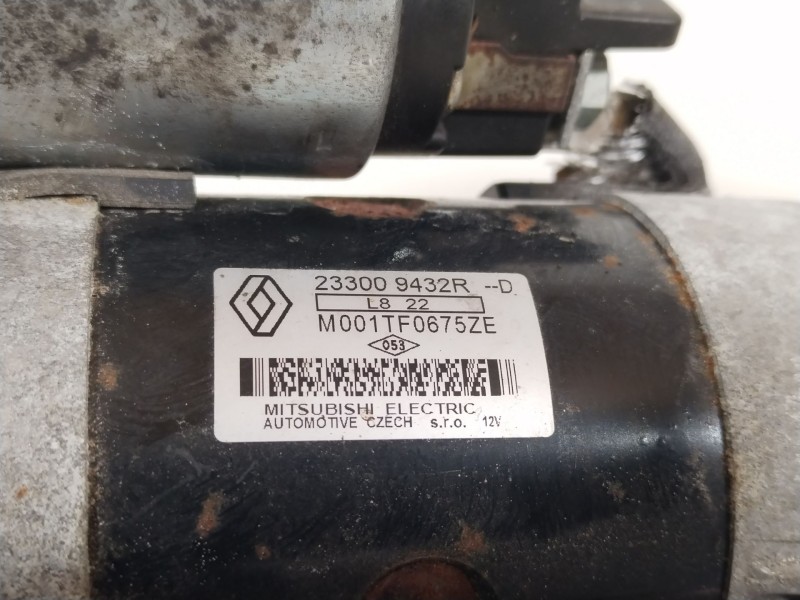 23300 9432R --D
L8 22
M001TF0675ZE
053
MITSUBISHI ELECTRIC
AUTOMOTIVE CZECH s.r.o. 12V